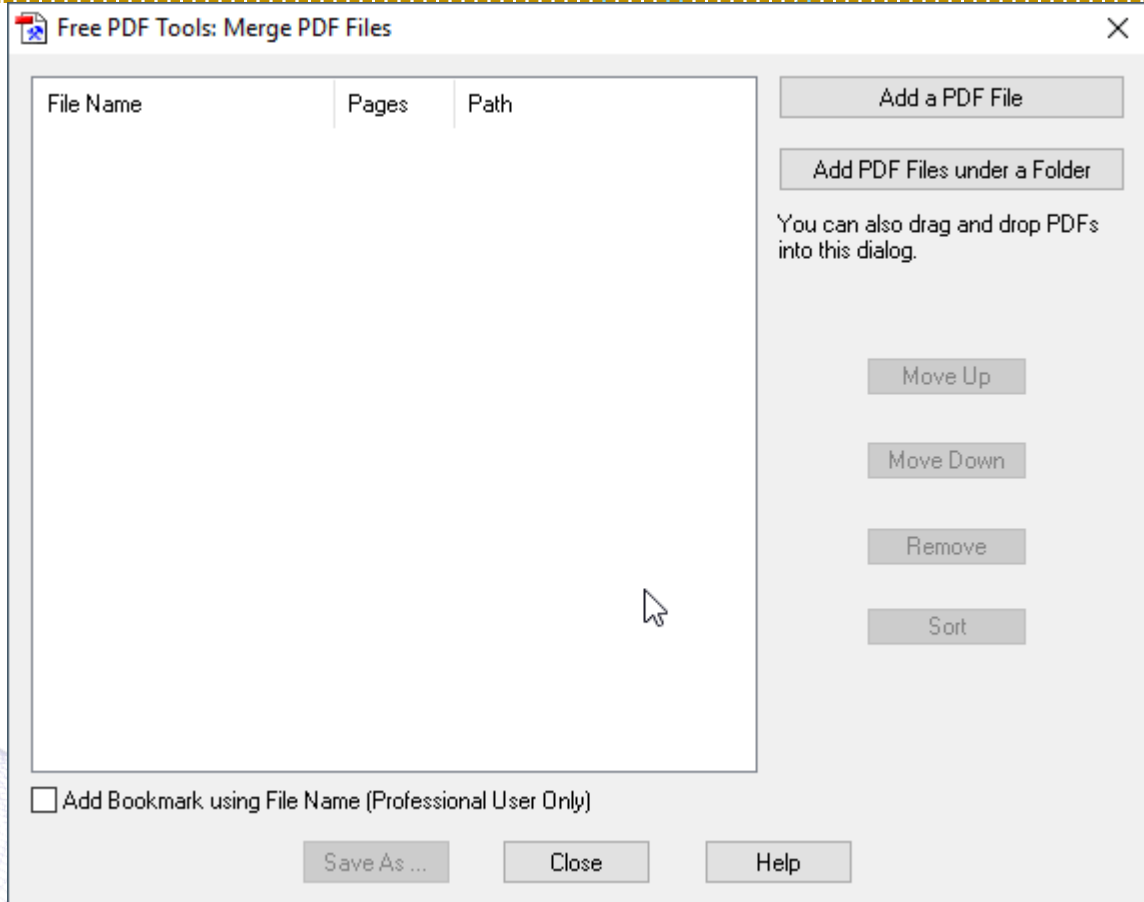 Free PDF Tools: Merge PDF Files
File Name Pages Path
Add a PDF File
Add PDF Files under a Folder
You can also drag and drop PDFs
into this dialog.
Move Up
Move Down
Remove
Sort
Add Bookmark using File Name (Professional User Only)
Save As ... Close Help